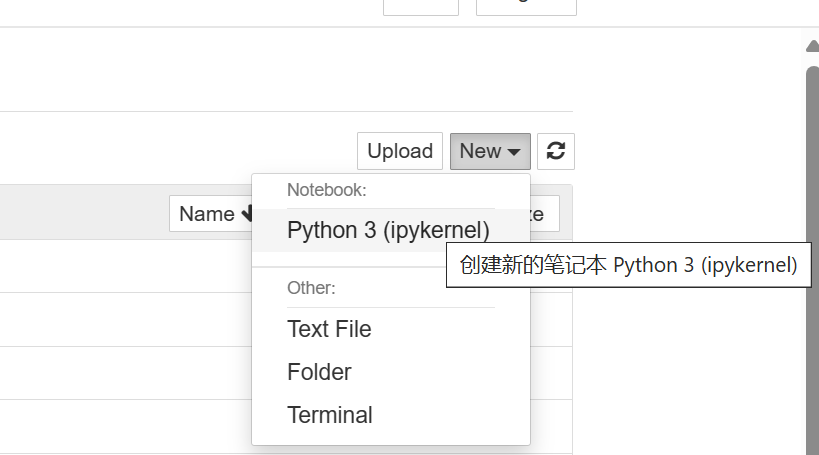 Upload New
Name
ze
Notebook:
Python 3 (ipykernel)
创建新的笔记本 Python 3 (ipykernel)
Other:
Text File
Folder
Terminal